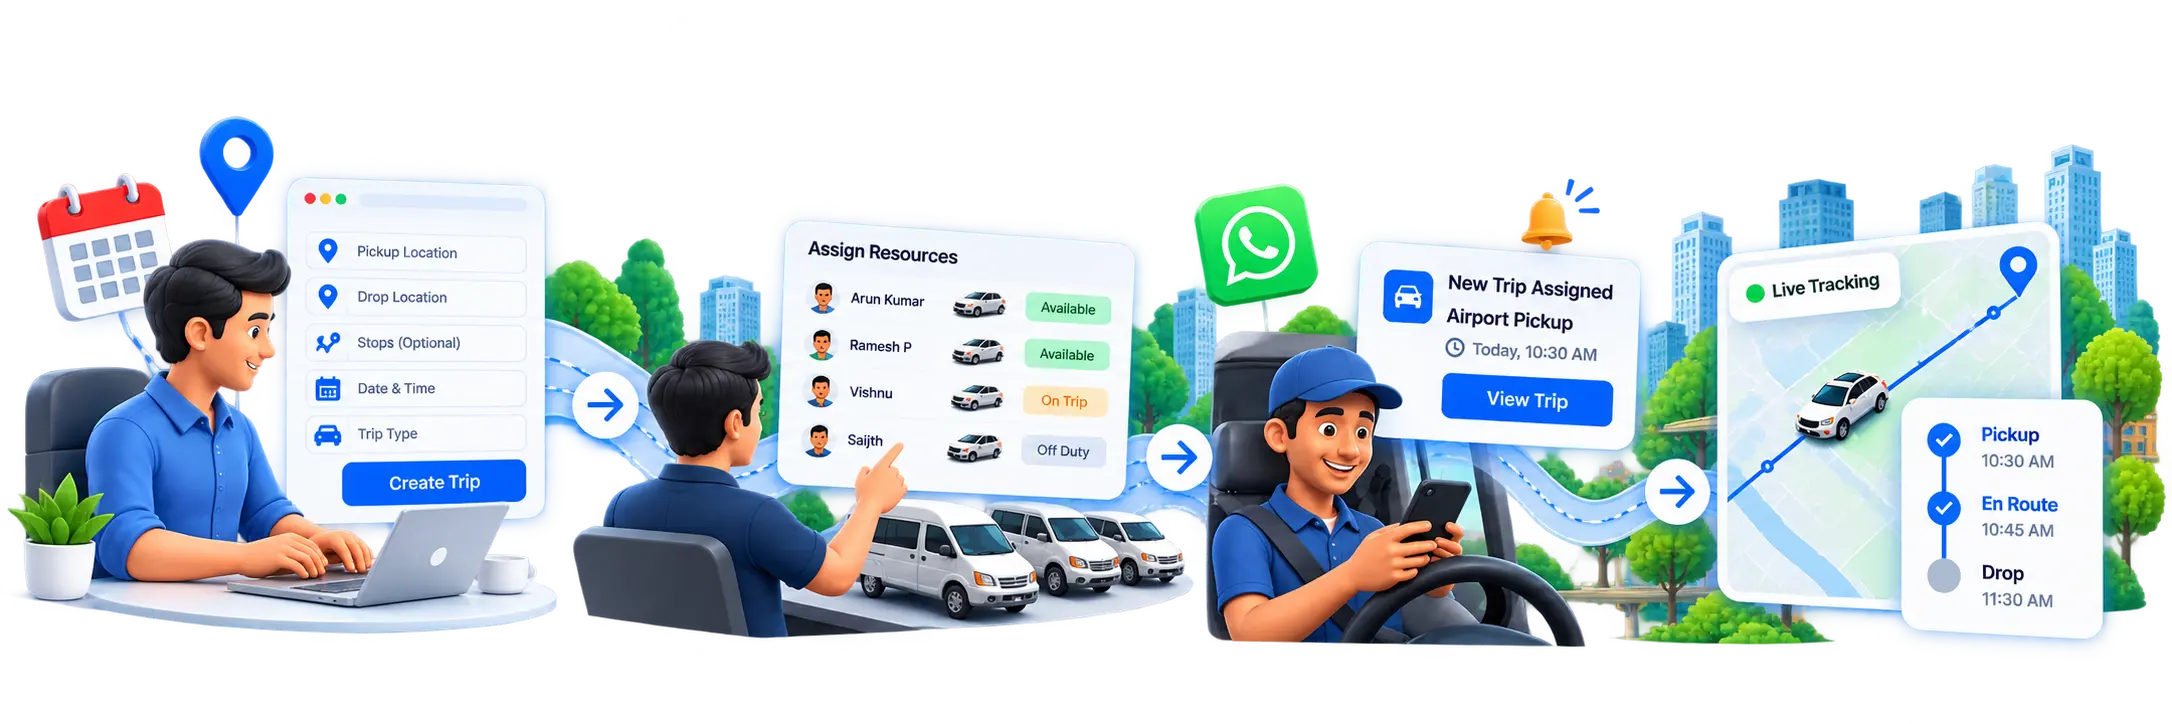 Pickup Location
Drop Location
Stops (Optional)
Date & Time
Trip Type
Create Trip
Assign Resources
Arun Kumar
Available
Ramesh P
Available
Vishnu
On Trip
Saijth
Off Duty
New Trip Assigned
Airport Pickup
Today, 10:30 AM
View Trip
Live Tracking
Pickup
10:30 AM
En Route
10:45 AM
Drop
11:30 AM